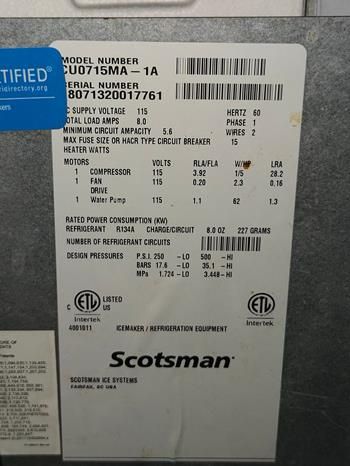 MODEL NUMBER
CU0715MA - 1A
SERIAL NUMBER
18071320017761
TIFIED®
ridirectory.org
kers
C SUPPLY VOLTAGE 115 HERTZ 60
TOTAL LOAD AMPS 8.0 PHASE 1
MINIMUM CIRCUIT AMPACITY 5.6 WIRES 2
MAX FUSE SIZE OR HACR TYPE CIRCUIT BREAKER 15
HEATER WATTS
MOTORS VOLTS RLA/FLA W/HP LRA
1 COMPRESSOR 115 3.92 1/5 28.2
1 FAN 115 0.20 2.3 0.16
DRIVE
1 Water Pump 115 1.1 62 1.3
RATED POWER CONSUMPTION (KW)
REFRIGERANT R134A CHARGE/CIRCUIT 8.0 OZ 227 GRAMS
NUMBER OF REFRIGERANT CIRCUITS
DESIGN PRESSURES P.S.I. 250 -LO 500 -HI
BARS 17.6 -LO 35.1 -HI
MPa 1.724 -LO 3.448 -HI
C ETL LISTED US
Intertek
ETL
Intertek
4001011 ICEMAKER / REFRIGERATION EQUIPMENT
Scotsman®
SCOTSMAN ICE SYSTEMS
FAIRFAX, SC USA